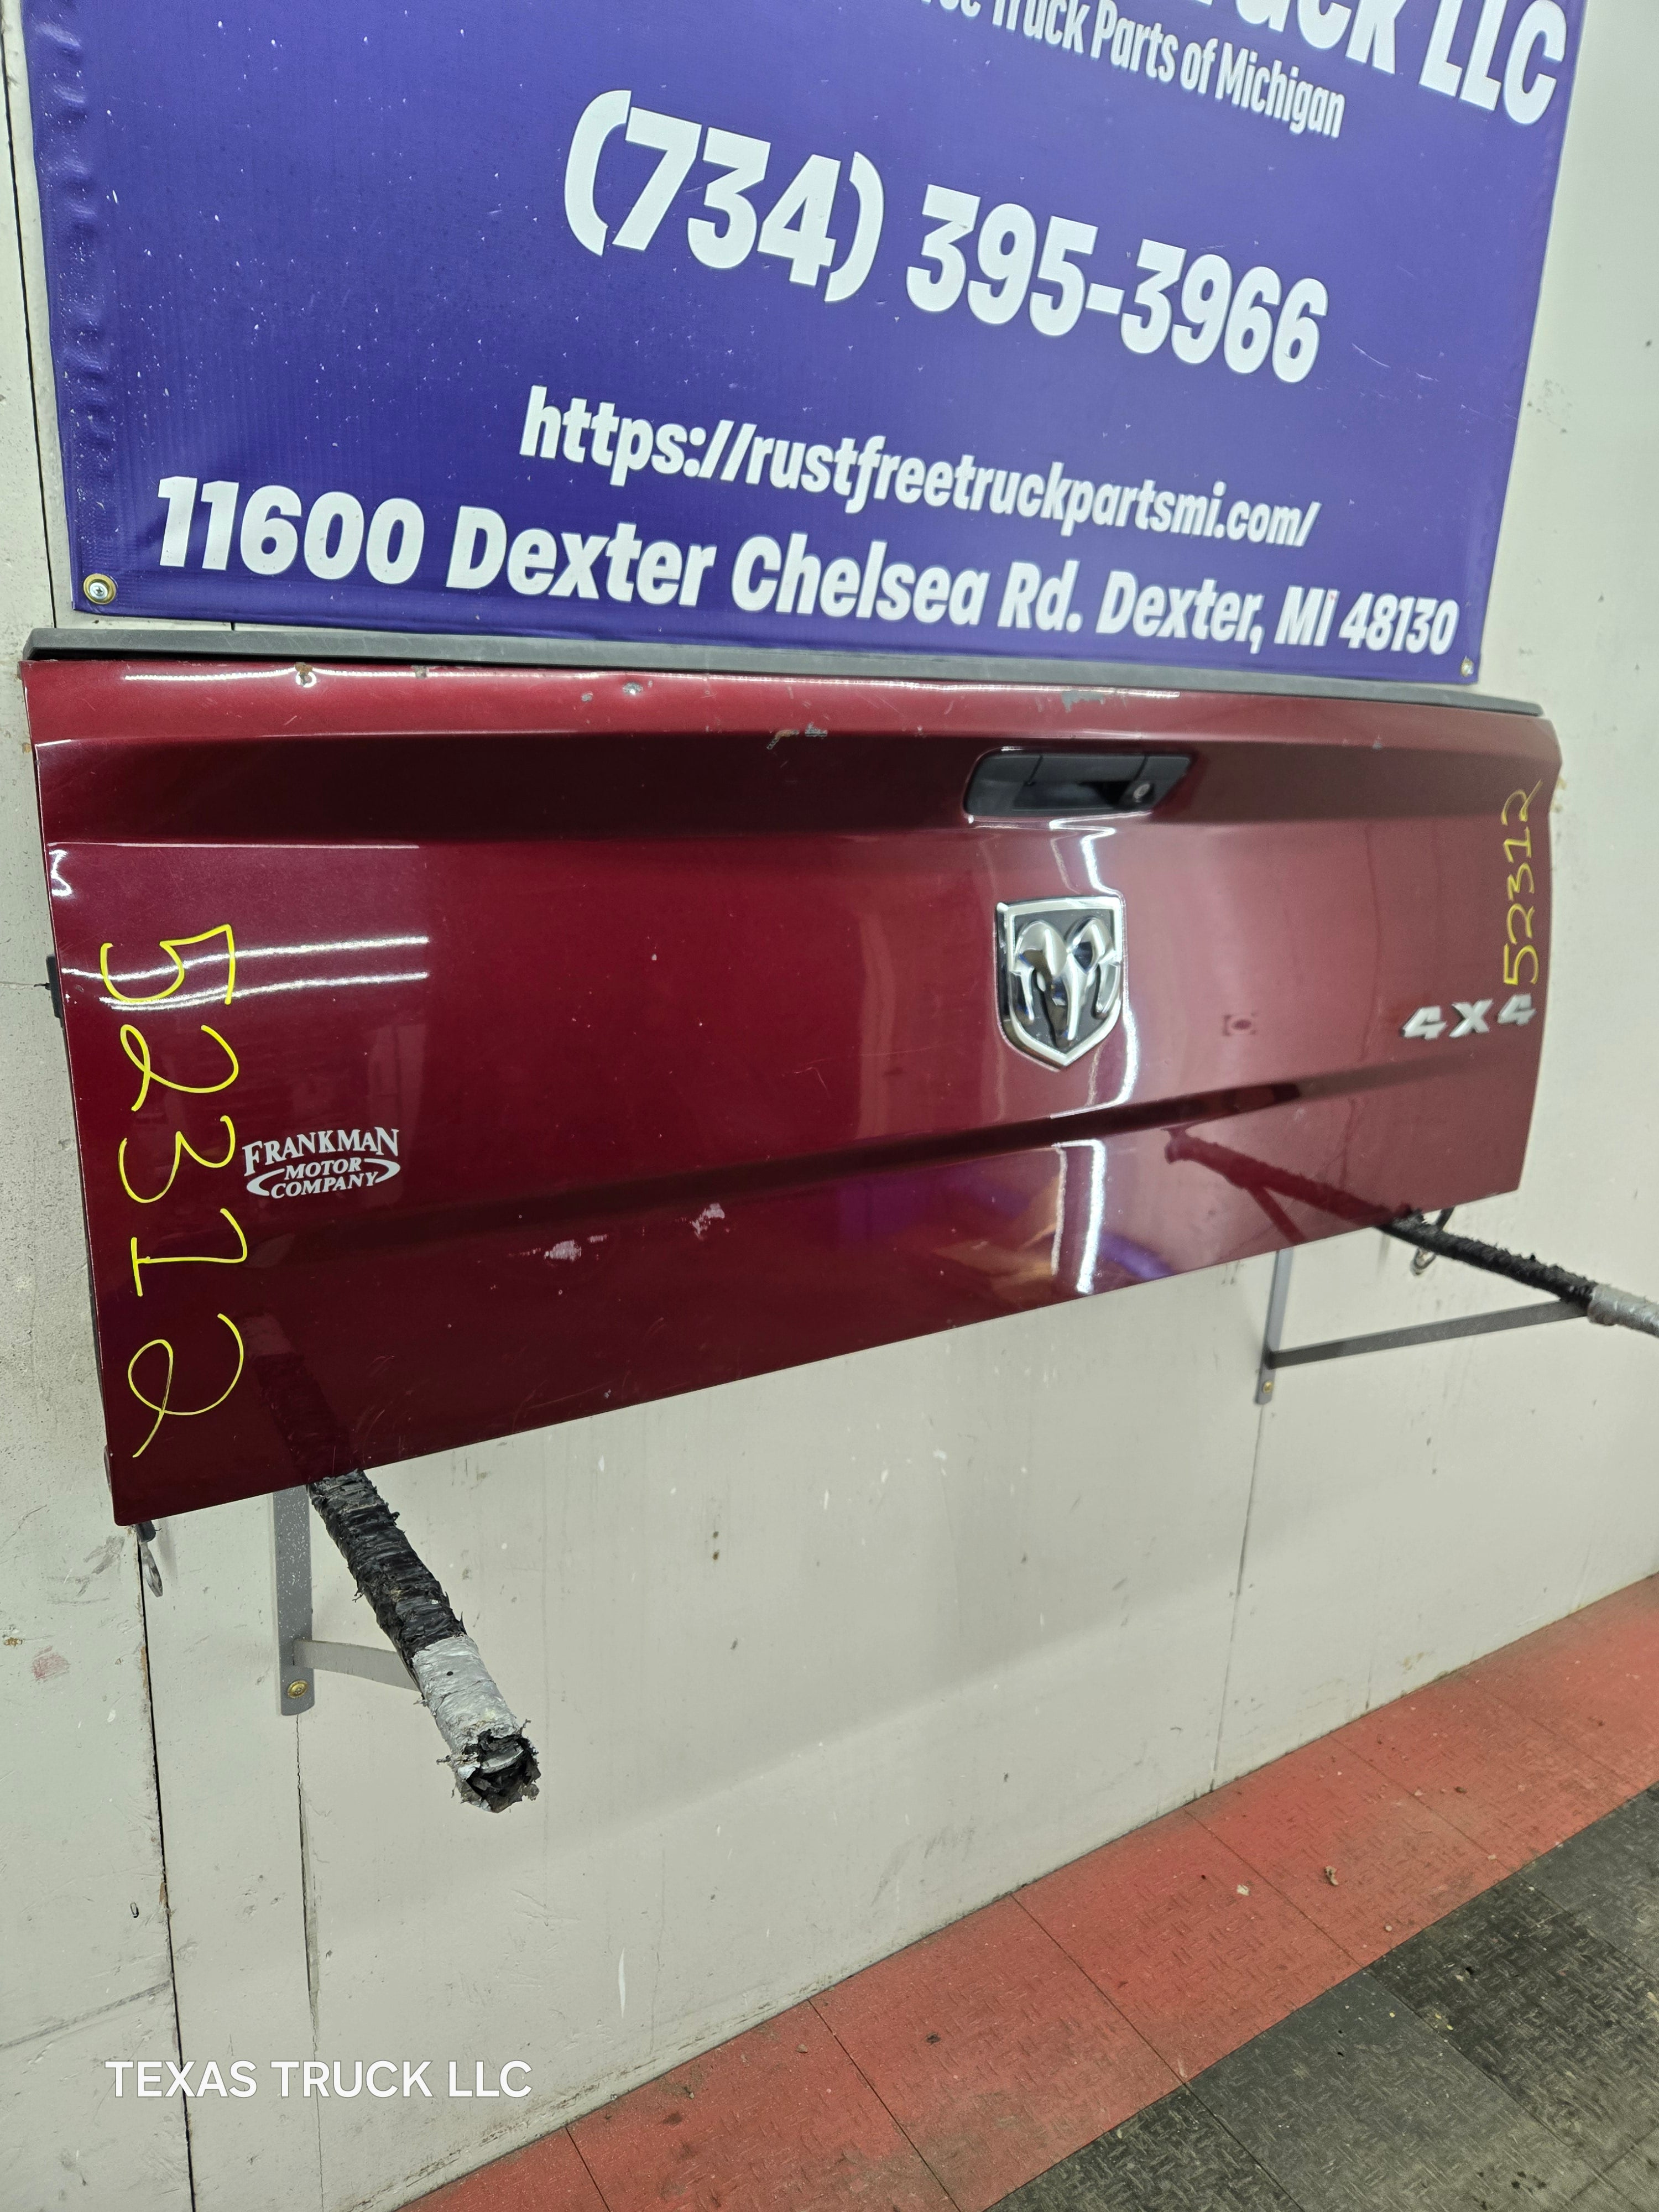 LLC
Truck Parts of Michigan
(734) 395-3966
https://rustfreetruckpartsmi.com/
11600 Dexter Chelsea Rd. Dexter, Mi 48130
52312
4X4
52312
FRANKMAN
MOTOR
COMPANY
TEXAS TRUCK LLC